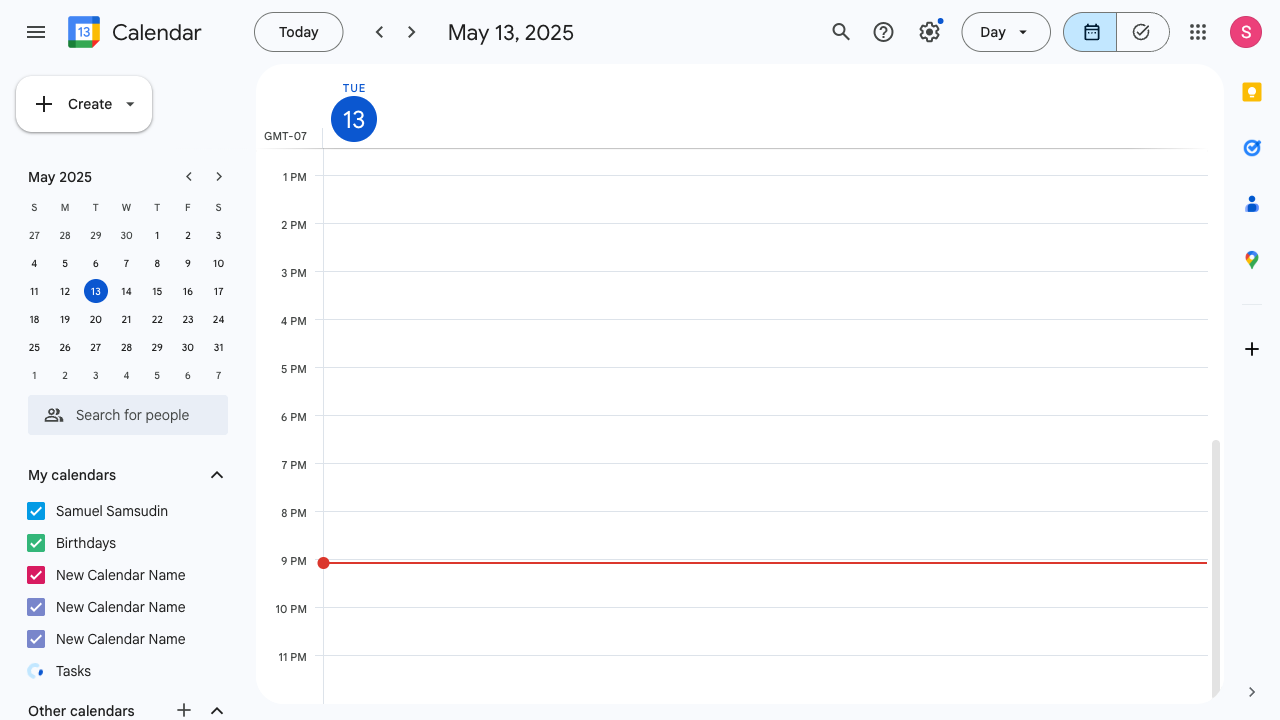 13 Calendar
Today
May 13, 2025
Day
S
Create
May 2025
S M T W T F S
27 28 29 30 1 2 3
4 5 6 7 8 9 10
11 12 13 14 15 16 17
18 19 20 21 22 23 24
25 26 27 28 29 30 31
1 2 3 4 5 6 7
Search for people
My calendars
Samuel Samsudin
Birthdays
New Calendar Name
New Calendar Name
New Calendar Name
Tasks
Other calendars
TUE
13
GMT-07
1 PM
2 PM
3 PM
4 PM
5 PM
6 PM
7 PM
8 PM
9 PM
10 PM
11 PM